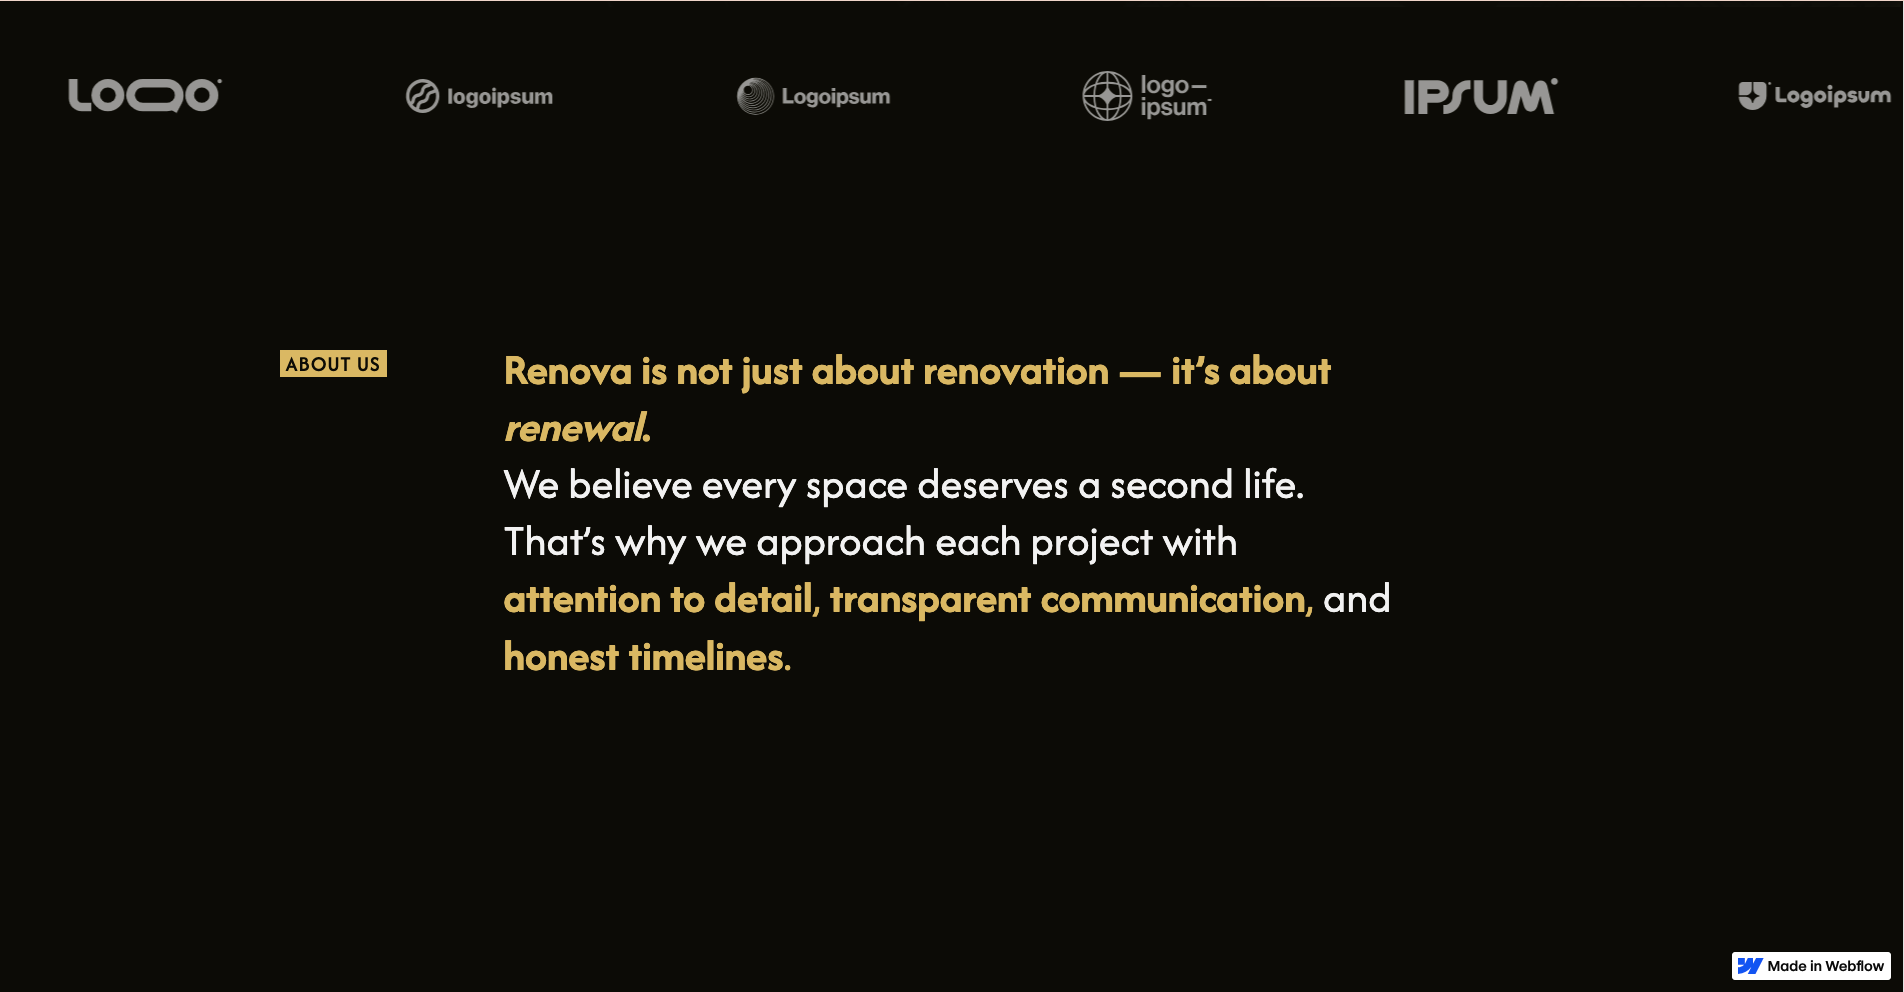 LOQO
logoipsum
Logoipsum
logo—
ipsum
IPSUM
Logoipsum
ABOUT US
Renova is not just about renovation — it’s about
renewal.
We believe every space deserves a second life.
That’s why we approach each project with
attention to detail, transparent communication, and
honest timelines.
Made in Webflow